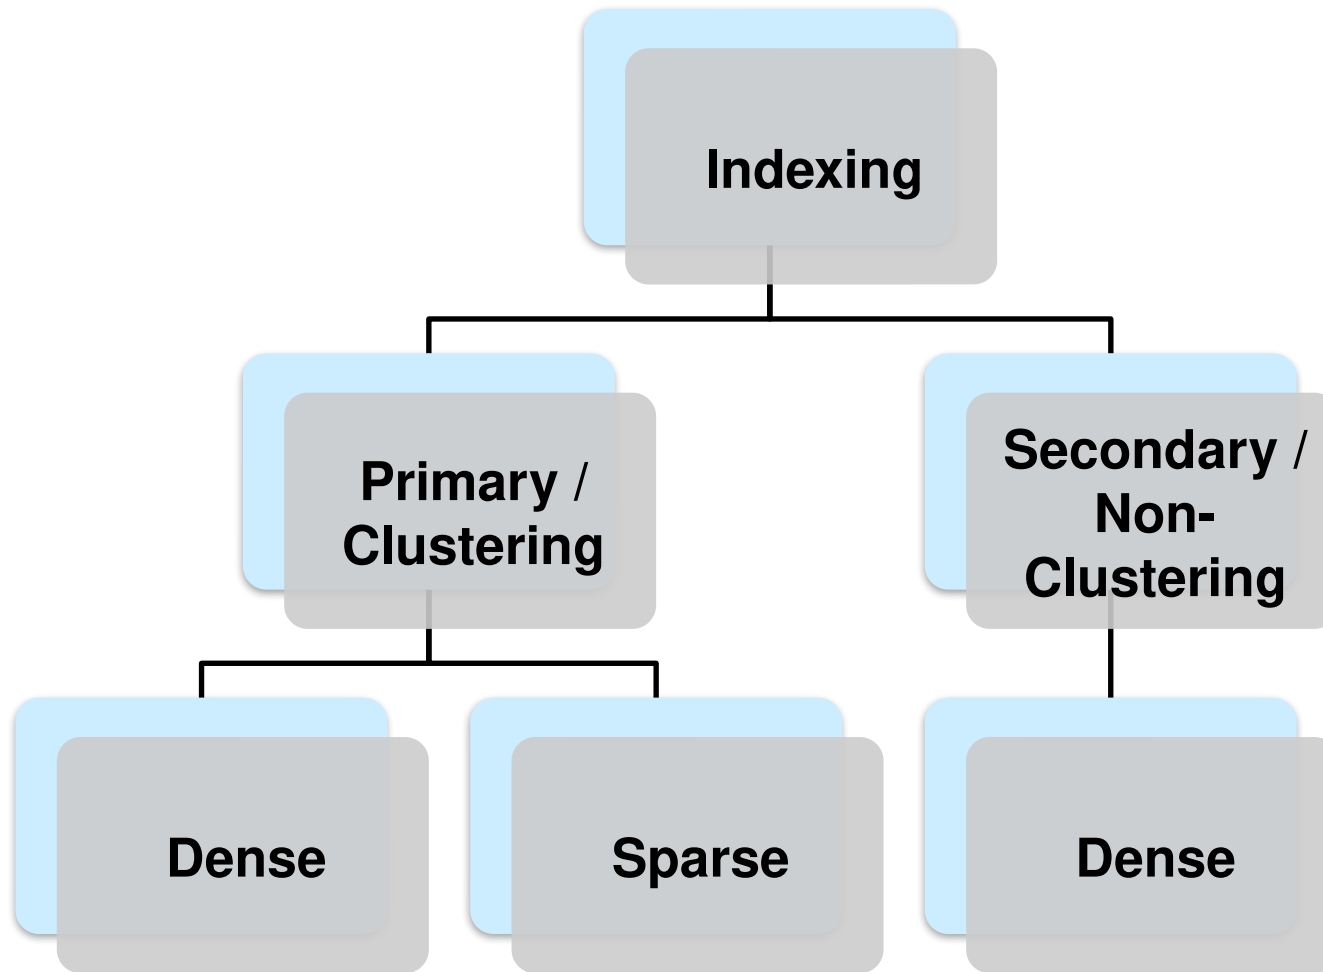 Indexing
Primary /
Clustering
Secondary /
Non-
Clustering
Dense
Sparse
Dense